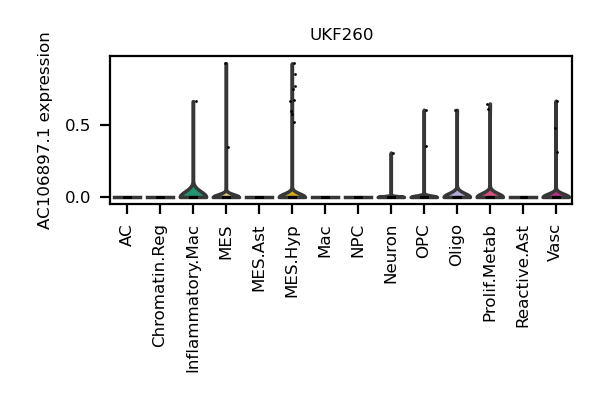 UKF260
AC106897.1 expression
0.5
0.0
AC
Chromatin.Reg
Inflammatory.Mac
MES
MES.Ast
MES.Hyp
Mac
NPC
Neuron
OPC
Oligo
Prolif.Metab
Reactive.Ast
Vasc